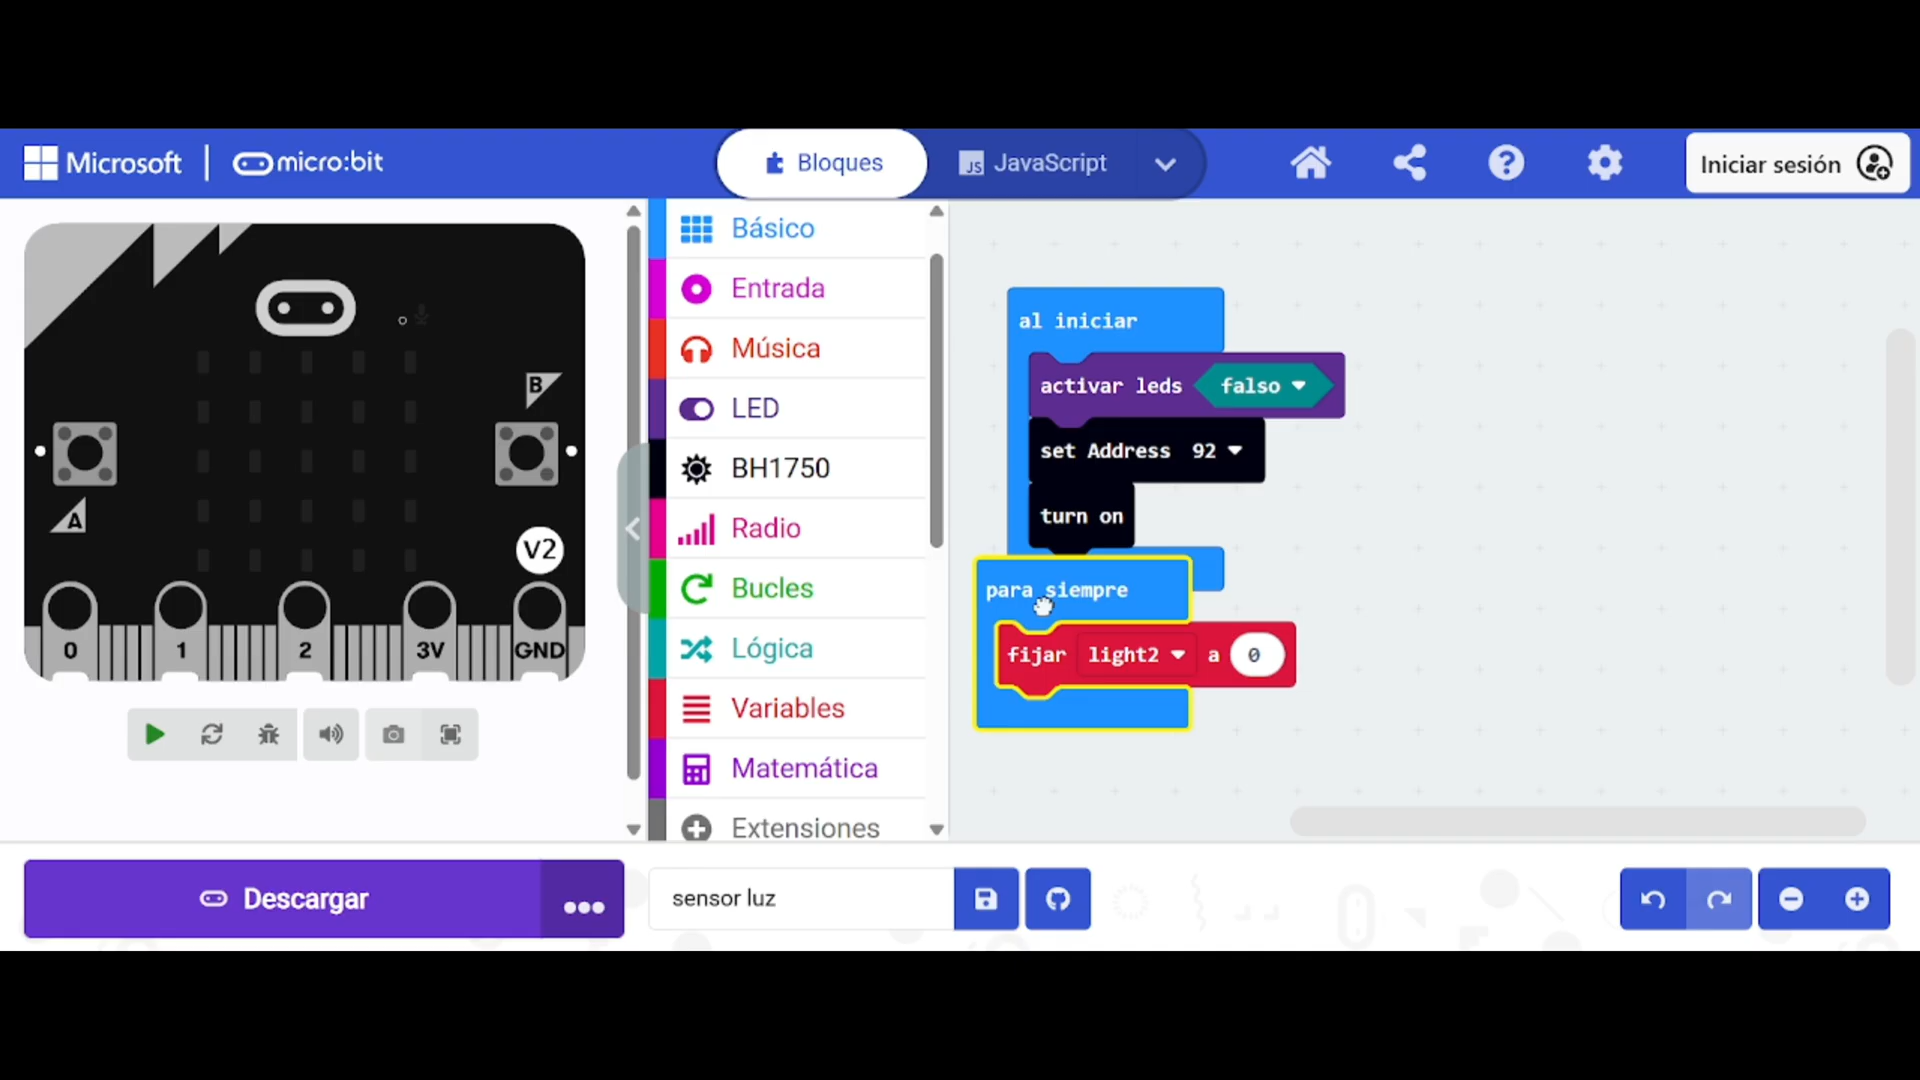 Microsoft | micro:bit
Bloques
JS JavaScript
Iniciar sesión
B
A
V2
0 1 2 3V GND
Básico
Entrada
Música
LED
BH1750
Radio
Bucles
Lógica
Variables
Matemática
Extensiones
al iniciar
activar leds falso
set Address 92
turn on
para siempre
fijar light2 a 0
Descargar
sensor luz